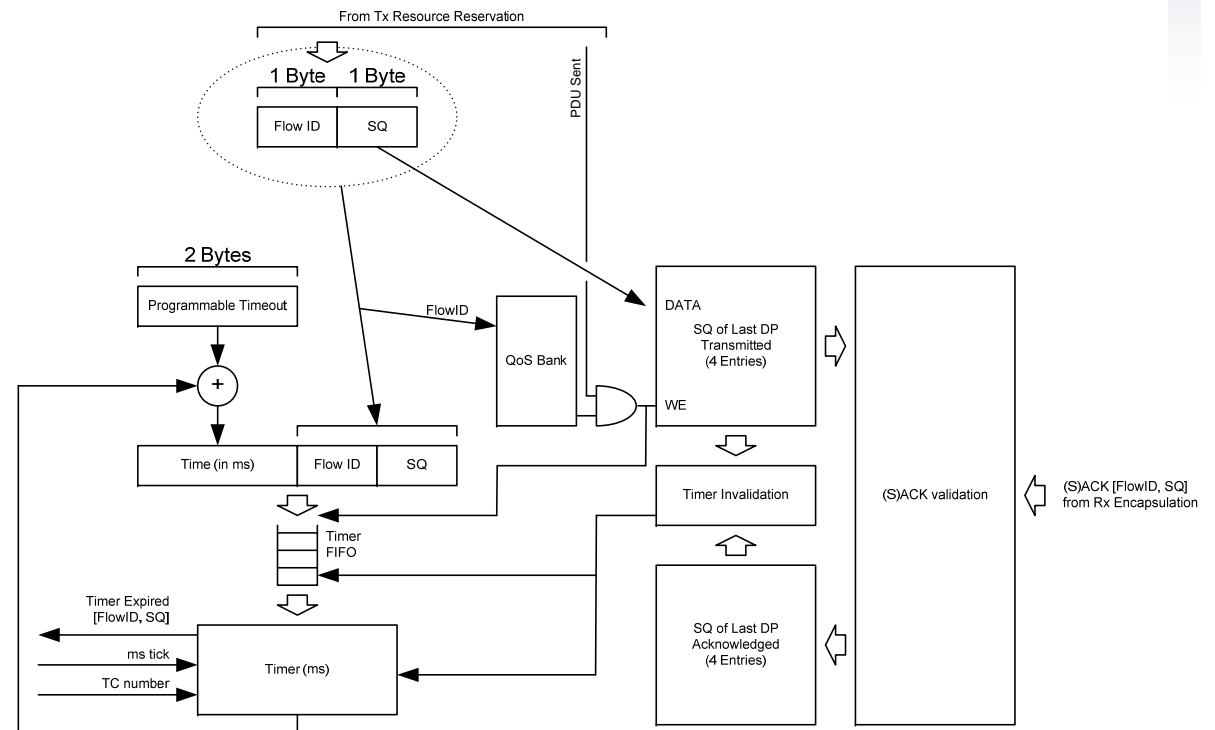 From Tx Resource Reservation
1 Byte
1 Byte
Flow ID
SQ
PDU Sent
2 Bytes
Programmable Timeout
+
FlowID
QoS Bank
DATA
SQ of Last DP
Transmitted
(4 Entries)
WE
Time (in ms)
Flow ID
SQ
Timer Invalidation
(S)ACK validation
(S)ACK [FlowID, SQ]
from Rx Encapsulation
Timer
FIFO
Timer Expired
[FlowID, SQ]
ms tick
TC number
Timer (ms)
SQ of Last DP
Acknowledged
(4 Entries)